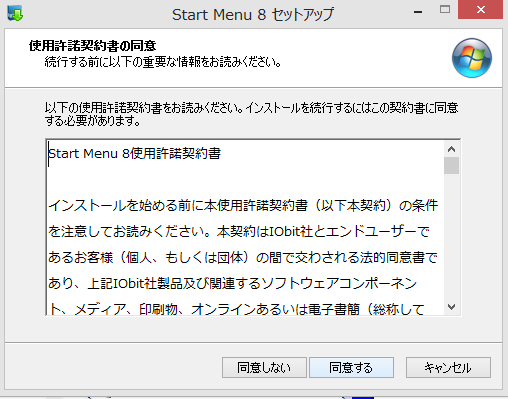 Start Menu 8 セットアップ
使用許諾契約書の同意
続行する前に以下の重要な情報をお読みください。
以下の使用許諾契約書をお読みください。インストールを続行するにはこの契約書に同意
する必要があります。
Start Menu 8使用許諾契約書
インストールを始める前に本使用許諾契約書（以下本契約）の条件
を注意してお読みください。本契約はIObit社とエンドユーザーで
あるお客様（個人、もしくは団体）の間で交わされる法的同意書で
あり、上記IObit社製品及び関連するソフトウェアコンポーネン
ト、メディア、印刷物、オンラインあるいは電子書簡（総称して
同意しない
同意する
キャンセル